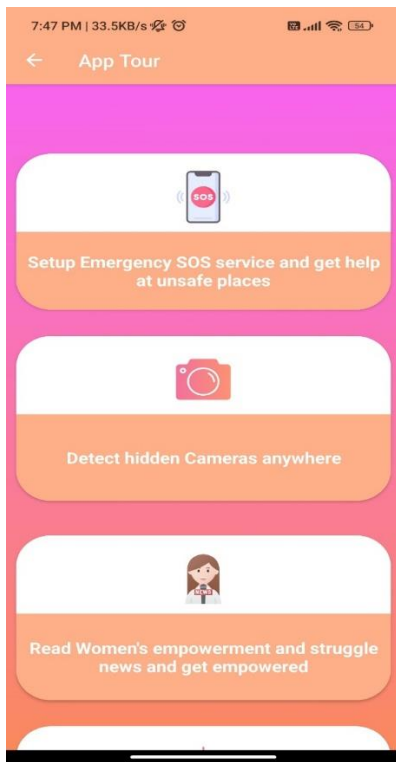 7:47 PM | 33.5KB/s
54
App Tour
SOS
Setup Emergency SOS service and get help
at unsafe places
Detect hidden Cameras anywhere
NEWS
Read Women's empowerment and struggle
news and get empowered